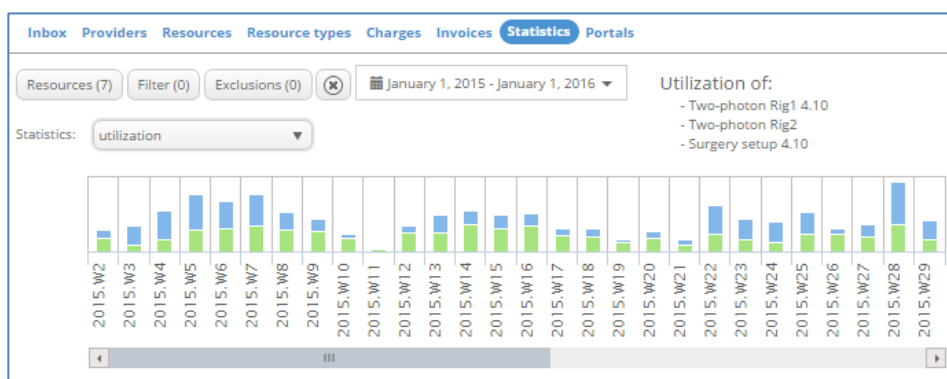 Inbox Providers Resources Resource types Charges Invoices Statistics Portals
Resources (7) Filter (0) Exclusions (0) January 1, 2015 - January 1, 2016
Utilization of:
- Two-photon Rig1 4.10
- Two-photon Rig2
- Surgery setup 4.10
Statistics: utilization
2015.W2 2015.W3 2015.W4 2015.W5 2015.W6 2015.W7 2015.W8 2015.W9 2015.W10 2015.W11 2015.W12 2015.W13 2015.W14 2015.W15 2015.W16 2015.W17 2015.W18 2015.W19 2015.W20 2015.W21 2015.W22 2015.W23 2015.W24 2015.W25 2015.W26 2015.W27 2015.W28 2015.W29